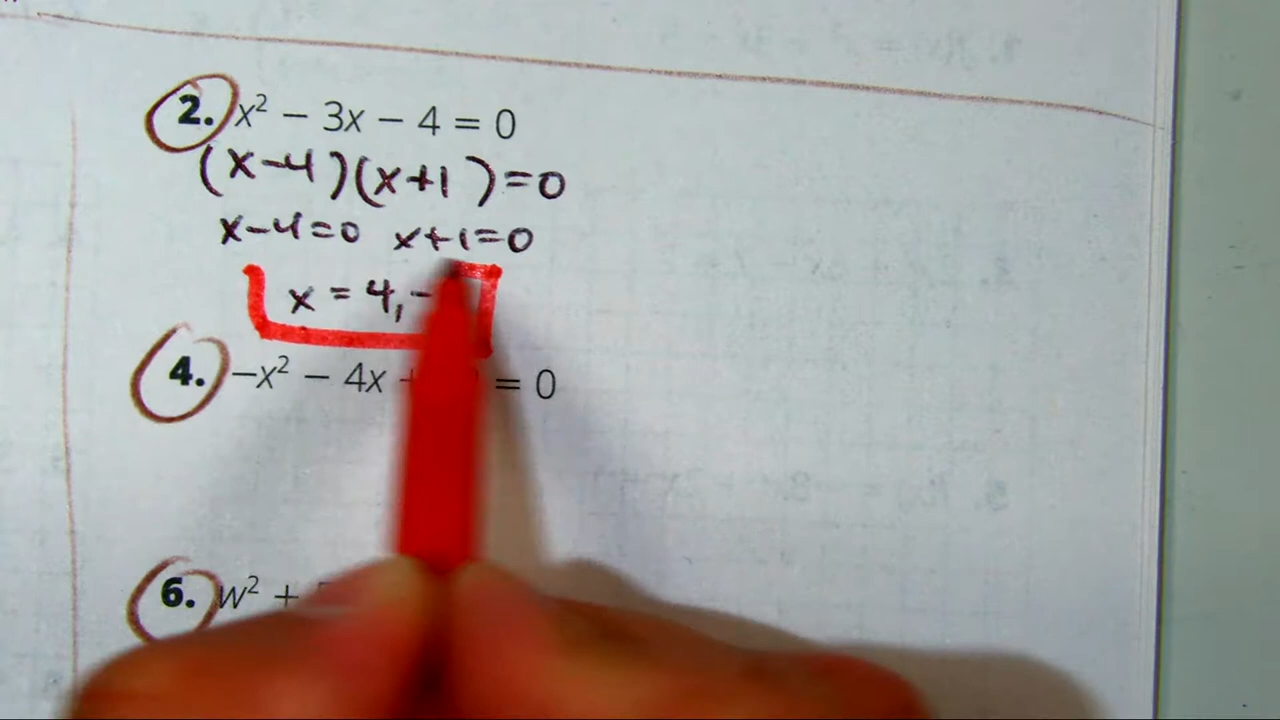 2. x² − 3x − 4 = 0
(x−4)(x+1)=0
x−4=0 x+1=0
x = 4, −
4. −x² − 4x + = 0
6. w² +